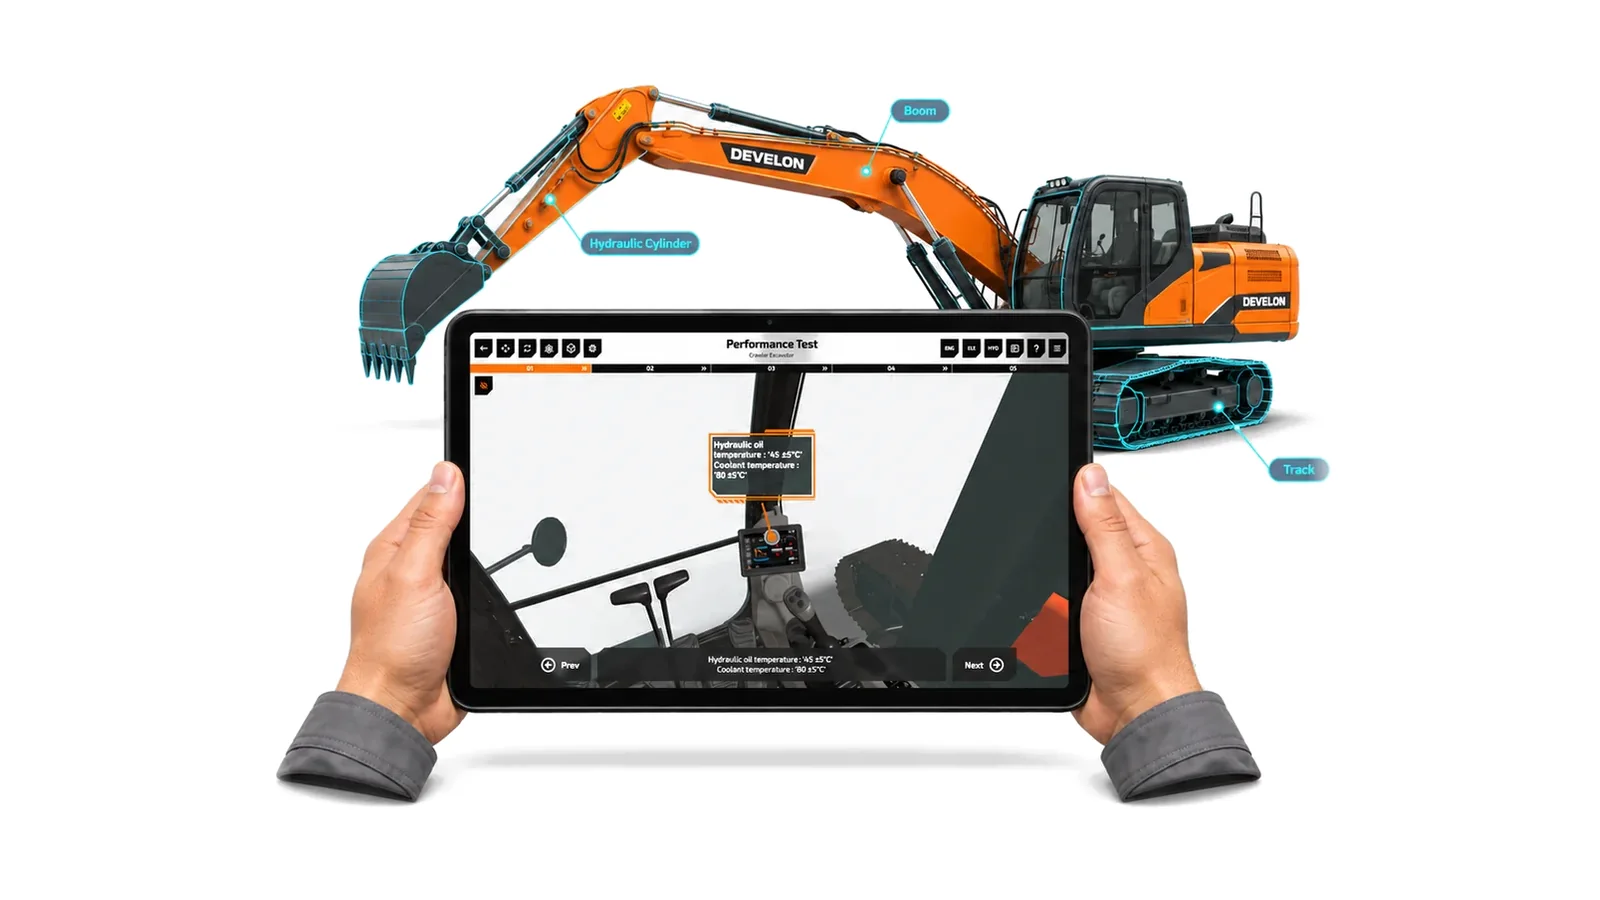 Boom
DEVELON
Hydraulic Cylinder
DEVELON
Performance Test
Crawler Excavator
ENG
ELE
HYD
?
01
02
03
04
05
Hydraulic oil
temperature : '45 ±5°C'
Coolant temperature :
'80 ±5°C'
Track
Prev
Hydraulic oil temperature : '45 ±5°C'
Coolant temperature : '80 ±5°C'
Next